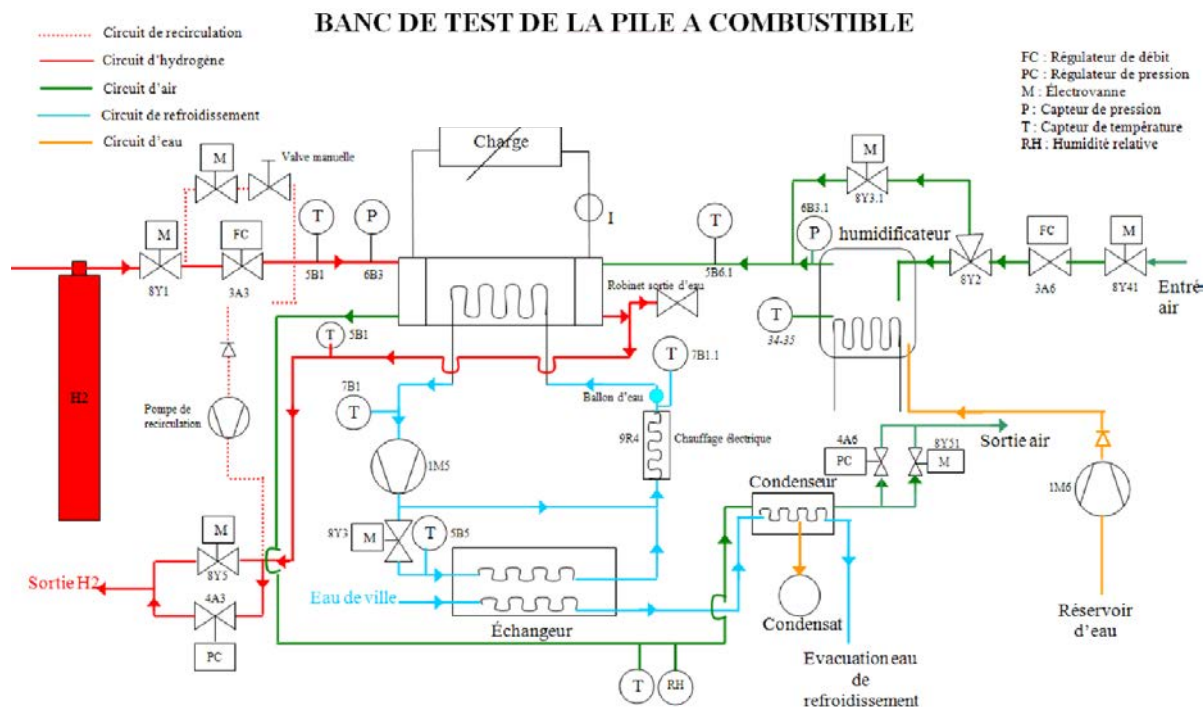 BANC DE TEST DE LA PILE A COMBUSTIBLE
Circuit de recirculation
Circuit d'hydrogène
Circuit d'air
Circuit de refroidissement
Circuit d'eau
FC : Régulateur de débit
PC : Régulateur de pression
M : Électrovanne
P : Capteur de pression
T : Capteur de température
RH : Humidité relative
Charge
M
Valve manuelle
I
M
8Y3.1
M
8Y1
FC
3A3
T
5B1
P
6B3
T
5B6.1
6B3.1
P
humidificateur
8Y2
FC
3A6
M
8Y41
Entré
air
Robinet sortie d'eau
T
34-35
T
5B1
T
7B1.1
H2
7B1
T
Ballon d'eau
Pompe de
recirculation
9R4
Chauffage électrique
1M5
4A6
PC
8Y51
M
Sortie air
1M6
Condenseur
8Y3
M
T
5B5
M
8Y5
Sortie H2
4A3
PC
Eau de ville
Échangeur
Condensat
Réservoir
d'eau
Evacuation eau
de
refroidissement
T
RH